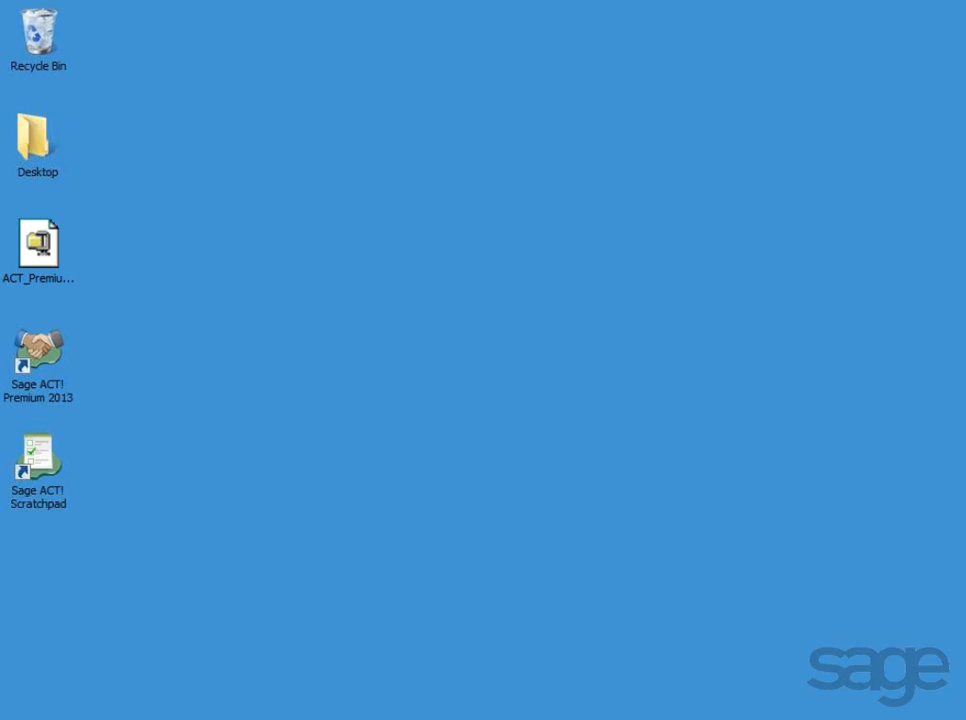 Recycle Bin
Desktop
ACT_Premiu...
Sage ACT!
Premium 2013
Sage ACT!
Scratchpad
sage